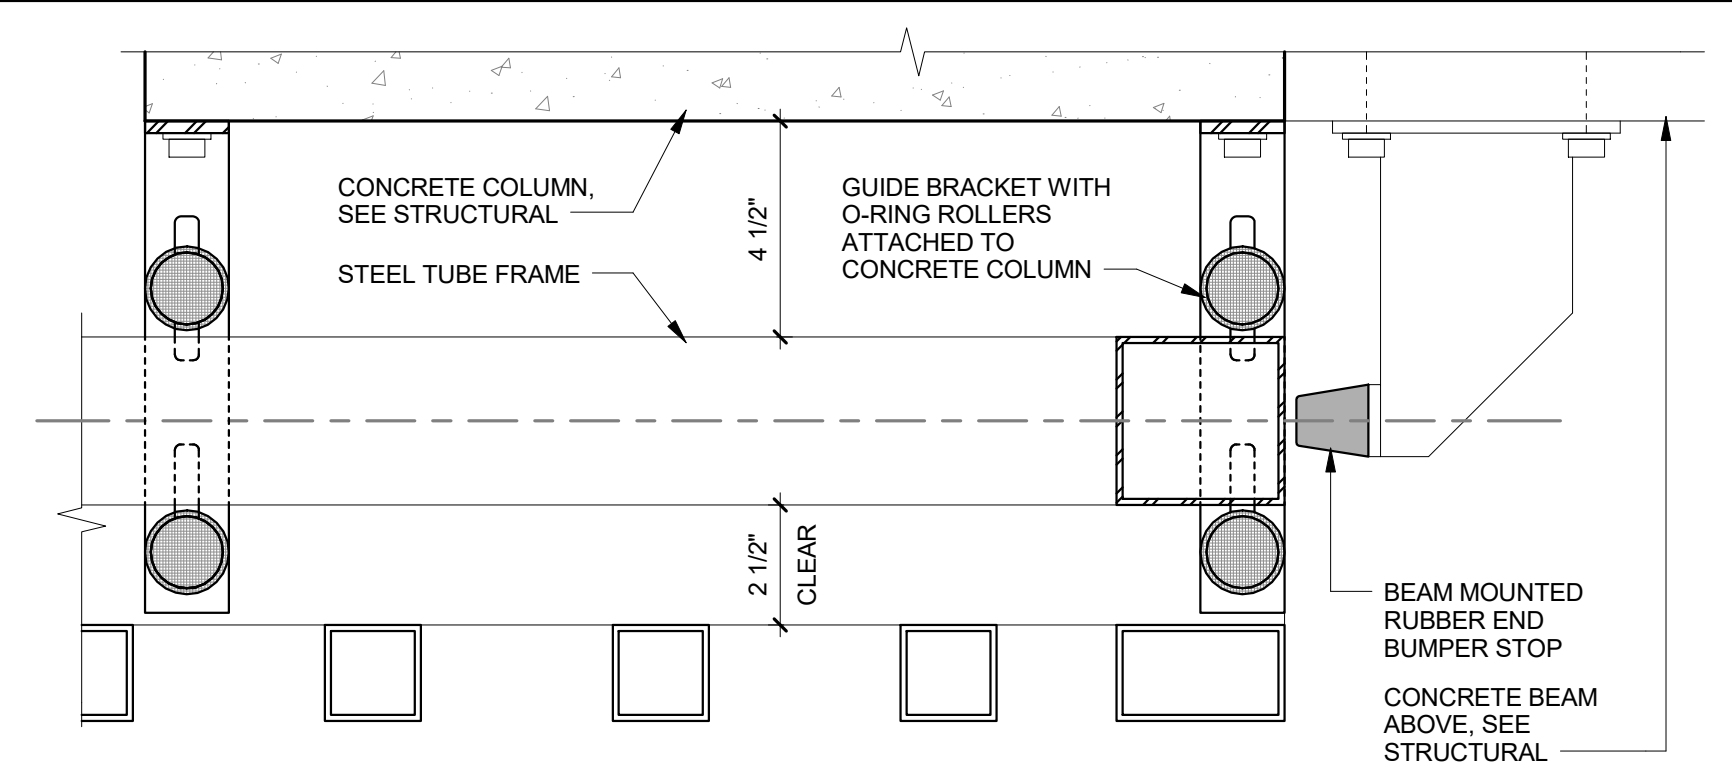 CONCRETE COLUMN,
SEE STRUCTURAL
STEEL TUBE FRAME
4 1/2"
GUIDE BRACKET WITH
O-RING ROLLERS
ATTACHED TO
CONCRETE COLUMN
2 1/2"
CLEAR
BEAM MOUNTED
RUBBER END
BUMPER STOP
CONCRETE BEAM
ABOVE, SEE
STRUCTURAL